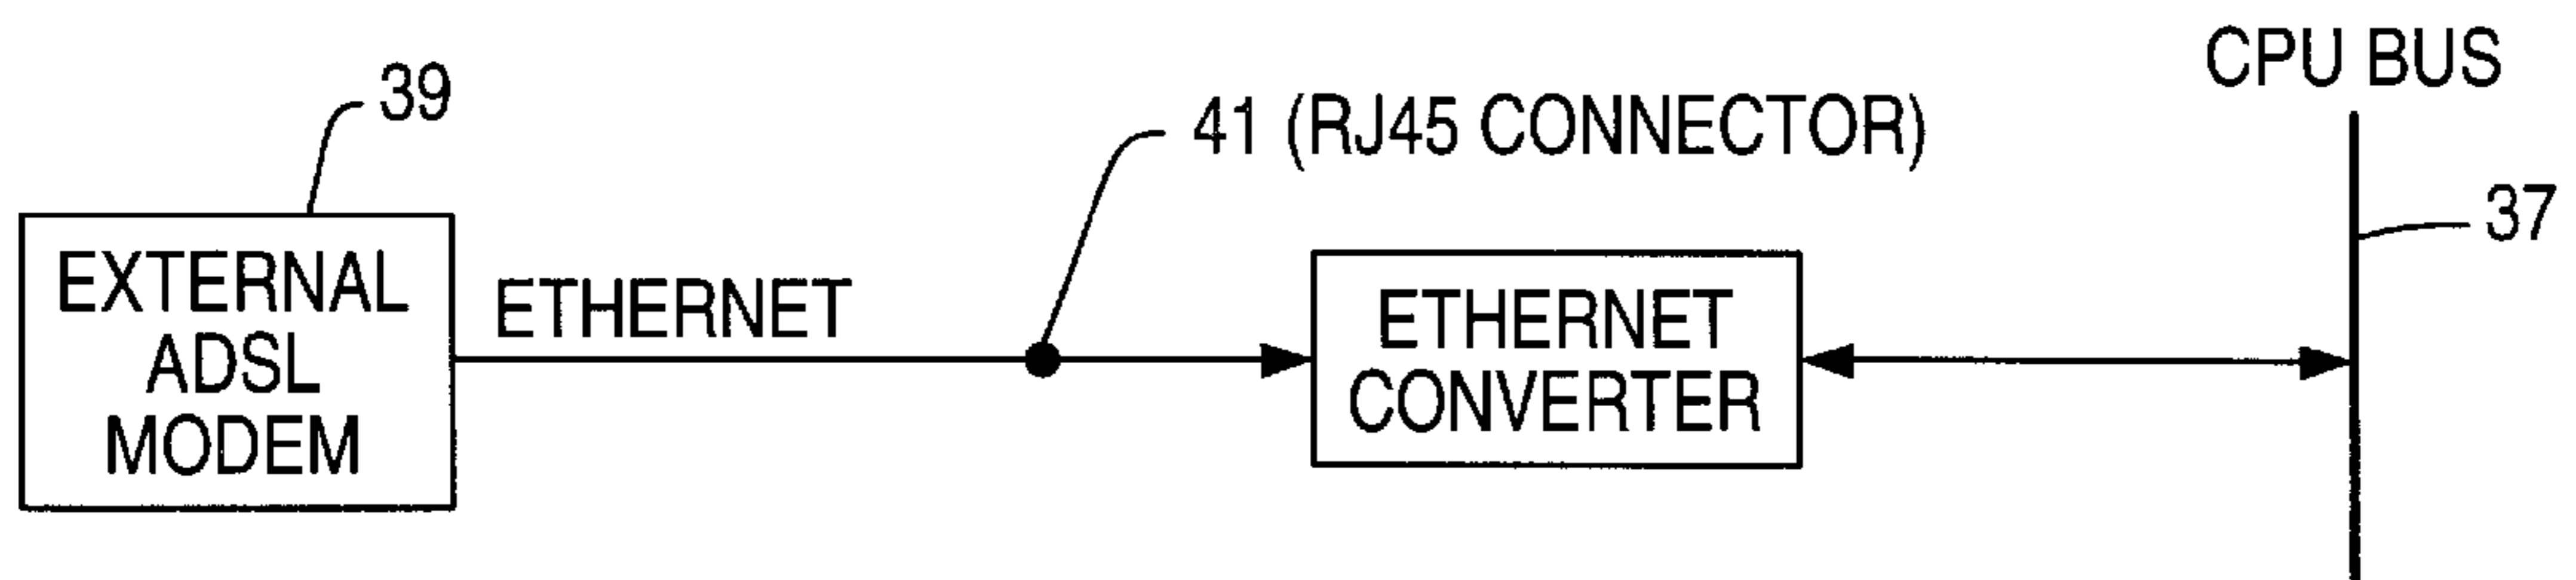 CPU BUS
39
41 (RJ45 CONNECTOR)
37
EXTERNAL
ADSL
MODEM
ETHERNET
ETHERNET
CONVERTER